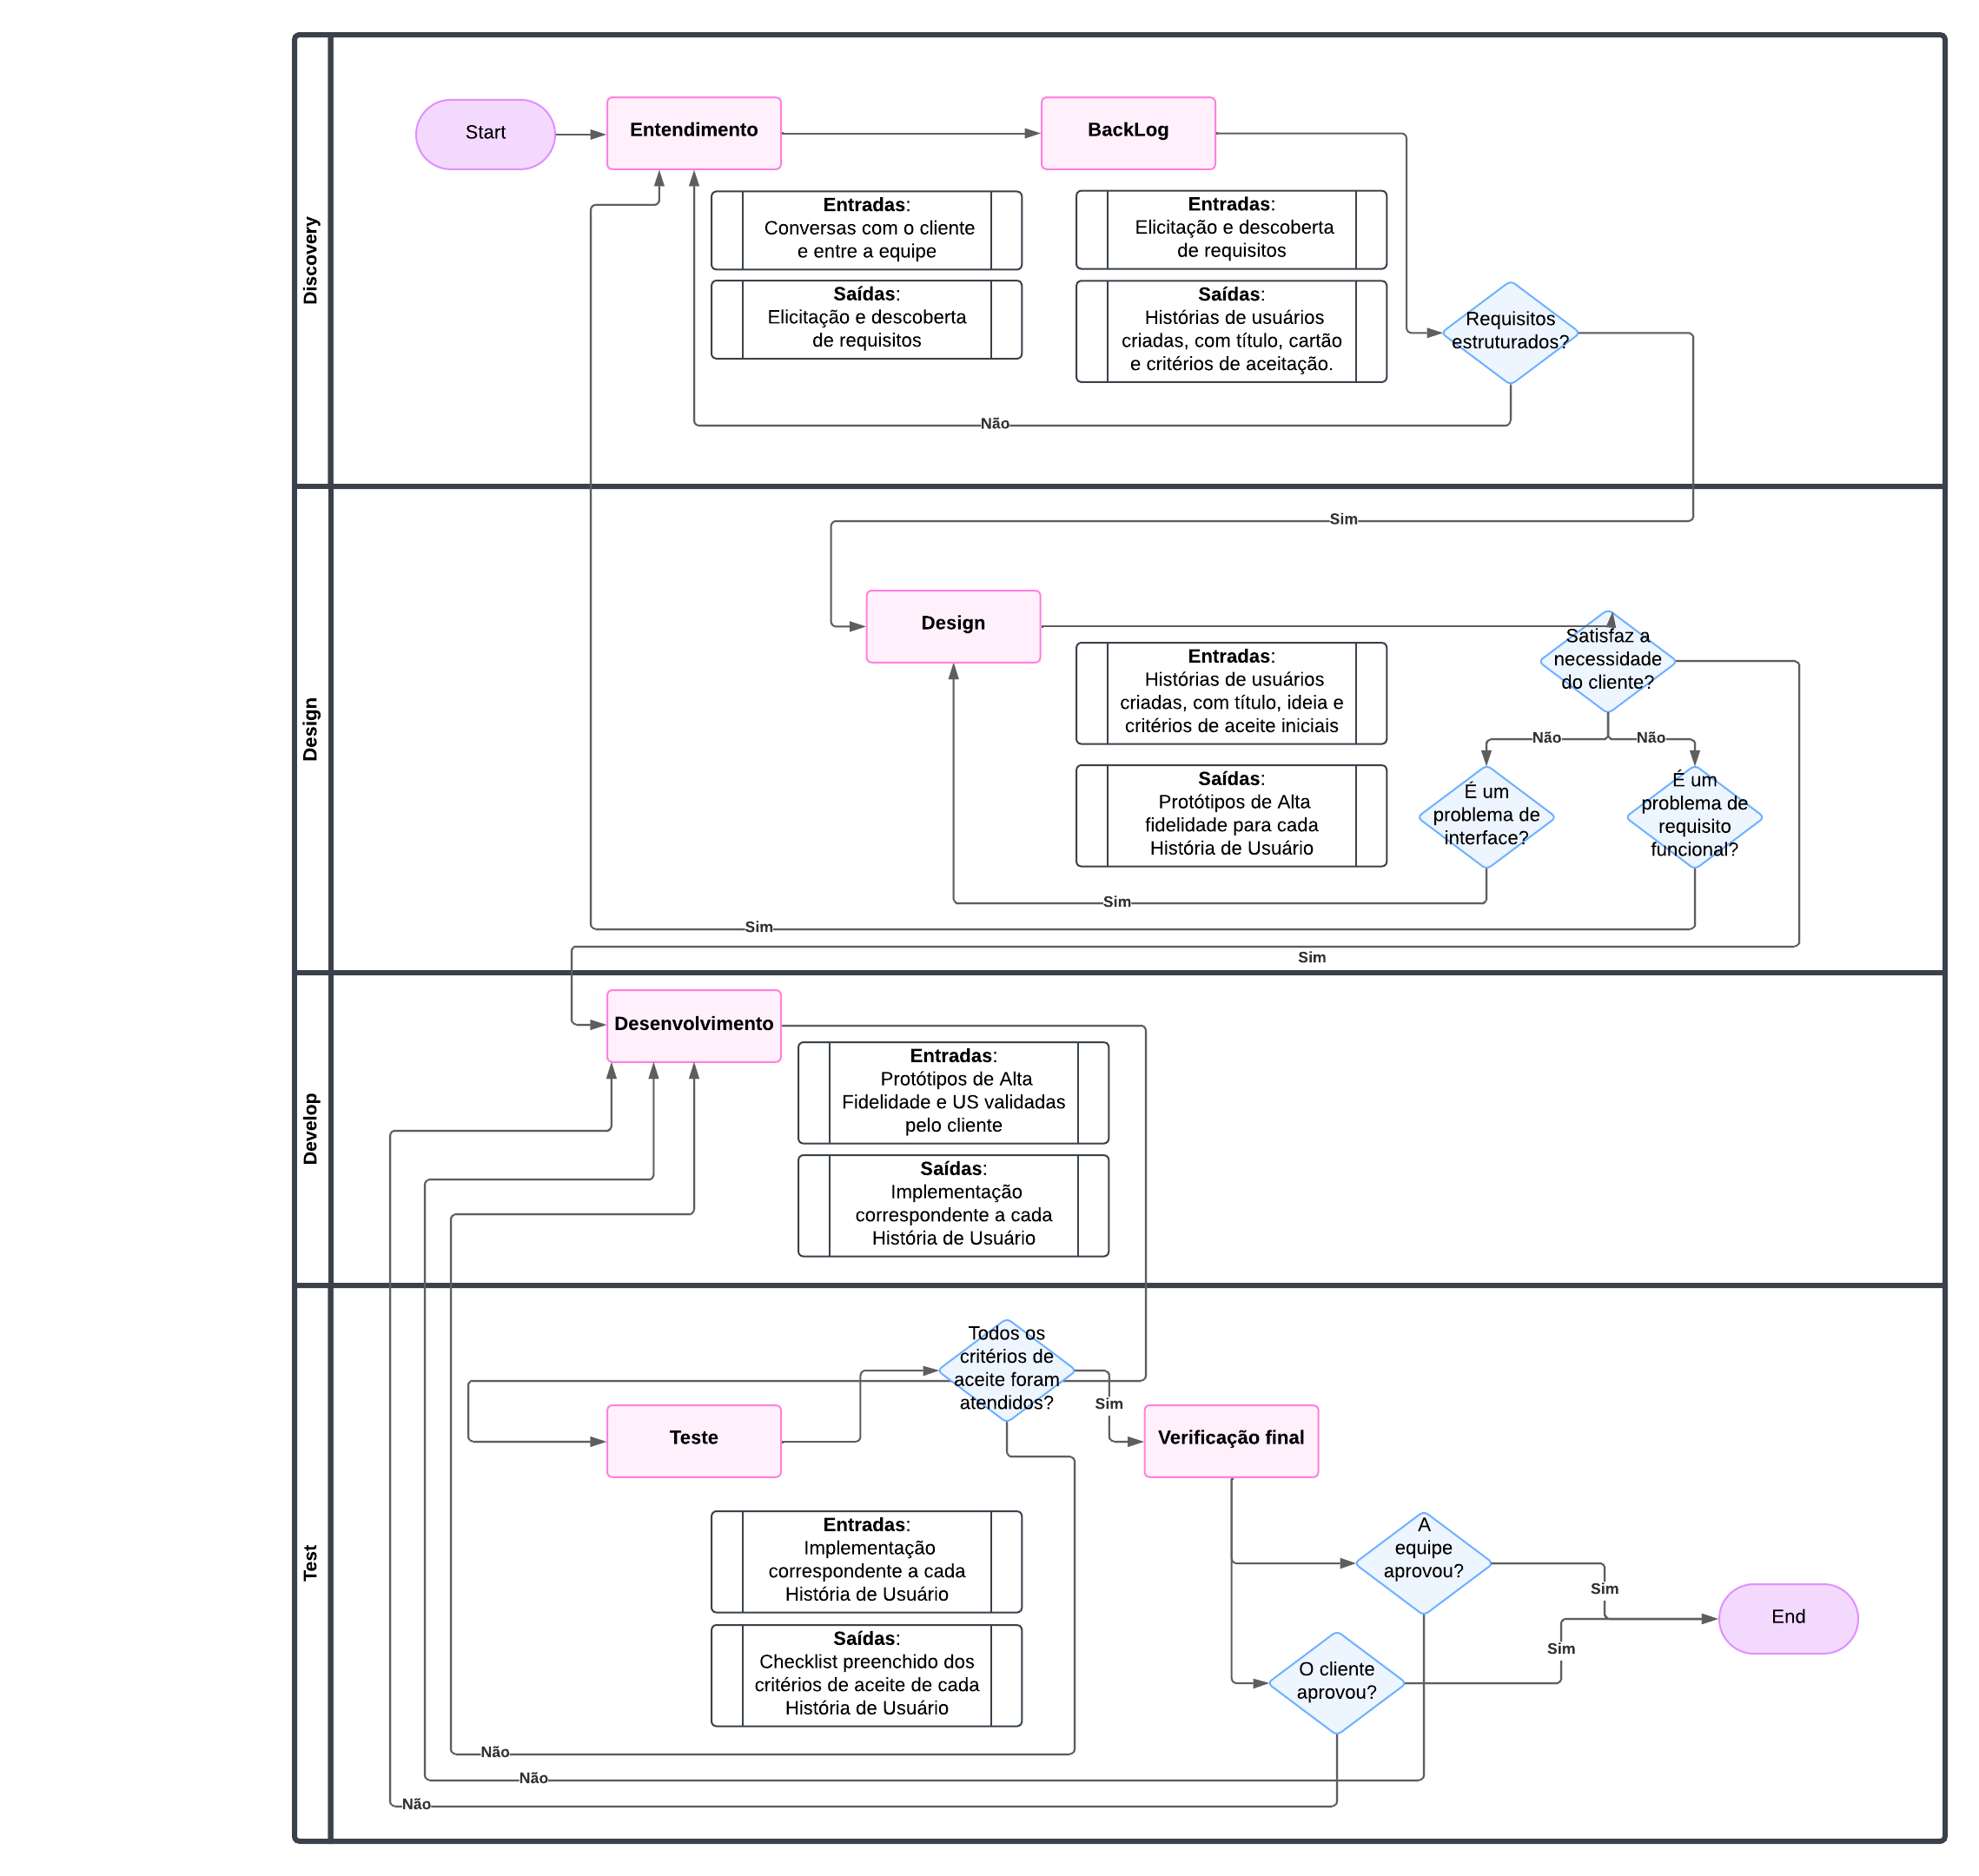 Discovery
Start
Entendimento
BackLog
Entradas:
Conversas com o cliente
e entre a equipe
Saídas:
Elicitação e descoberta
de requisitos
Entradas:
Elicitação e descoberta
de requisitos
Saídas:
Histórias de usuários
criadas, com título, cartão
e critérios de aceitação.
Requisitos
estruturados?
Não
Design
Sim
Design
Entradas:
Histórias de usuários
criadas, com título, ideia e
critérios de aceite iniciais
Saídas:
Protótipos de Alta
fidelidade para cada
História de Usuário
Satisfaz a
necessidade
do cliente?
Não
Não
É um
problema de
interface?
É um
problema de
requisito
funcional?
Sim
Sim
Sim
Develop
Desenvolvimento
Entradas:
Protótipos de Alta
Fidelidade e US validadas
pelo cliente
Saídas:
Implementação
correspondente a cada
História de Usuário
Test
Todos os
critérios de
aceite foram
atendidos?
Sim
Teste
Verificação final
Entradas:
Implementação
correspondente a cada
História de Usuário
Saídas:
Checklist preenchido dos
critérios de aceite de cada
História de Usuário
A
equipe
aprovou?
Sim
O cliente
aprovou?
Sim
End
Não
Não
Não